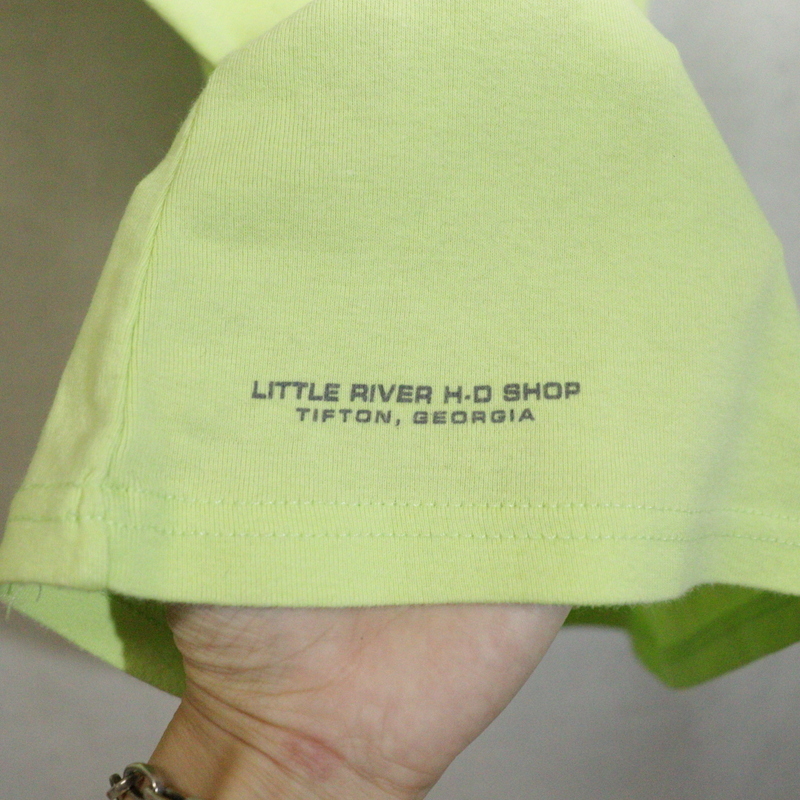 LITTLE RIVER H-D SHOP
TIFTON, GEORGIA